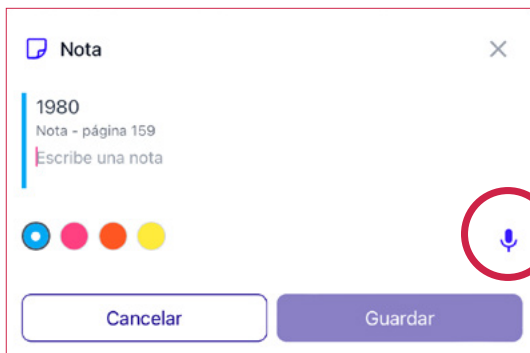 Nota
1980
Nota - página 159
Escribe una nota
Cancelar
Guardar